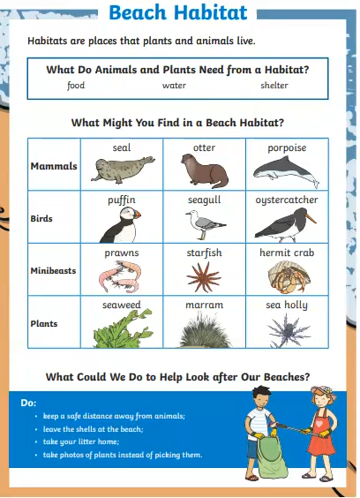 Beach Habitat
Habitats are places that plants and animals live.
What Do Animals and Plants Need from a Habitat?
food water shelter
What Might You Find in a Beach Habitat?
Mammals seal otter porpoise
Birds puffin seagull oystercatcher
Minibeasts prawns starfish hermit crab
Plants seaweed marram sea holly
What Could We Do to Help Look after Our Beaches?
Do:
• keep a safe distance away from animals;
• leave the shells at the beach;
• take your litter home;
• take photos of plants instead of picking them.